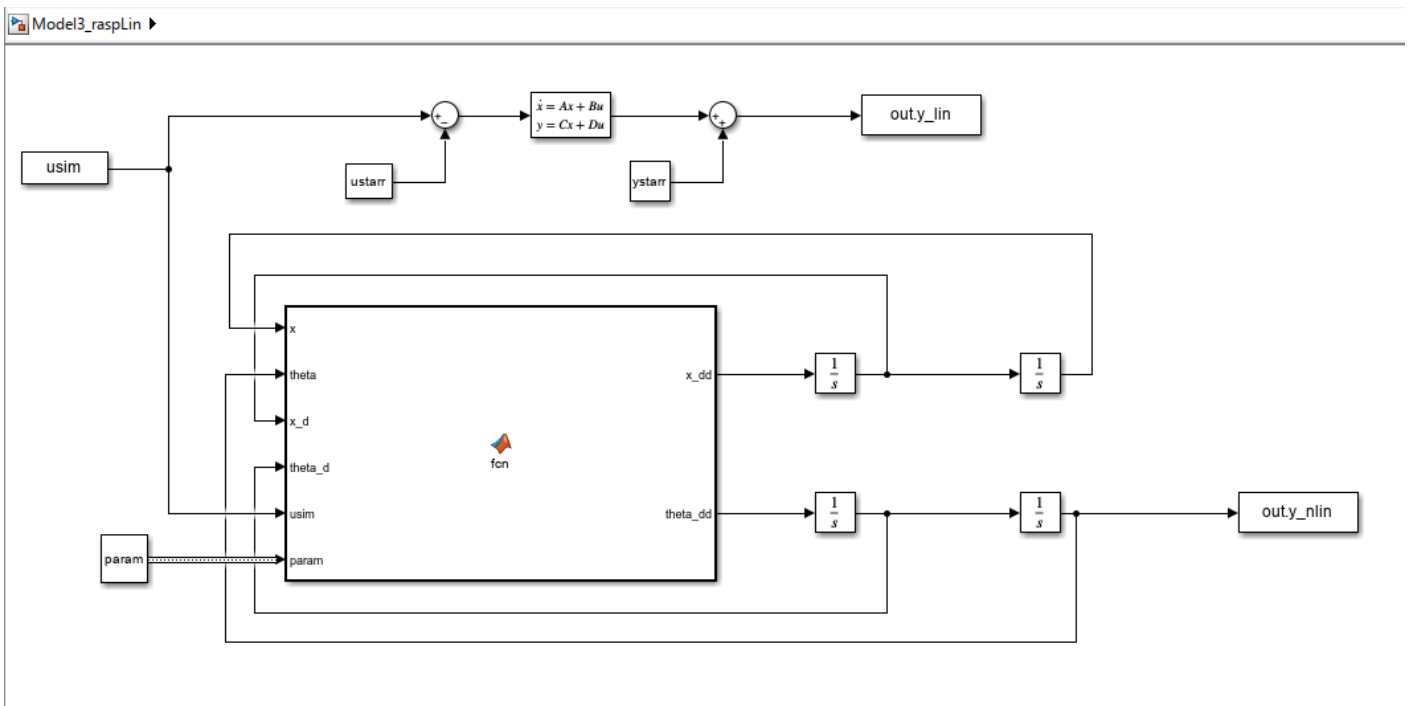 Model3_raspLin
usim
+
−
ustarr
ẋ = Ax + Bu
y = Cx + Du
+
+
ystarr
out.y_lin
x
theta
x_d
theta_d
usim
param
param
fcn
x_dd
theta_dd
1
s
1
s
1
s
1
s
out.y_nlin